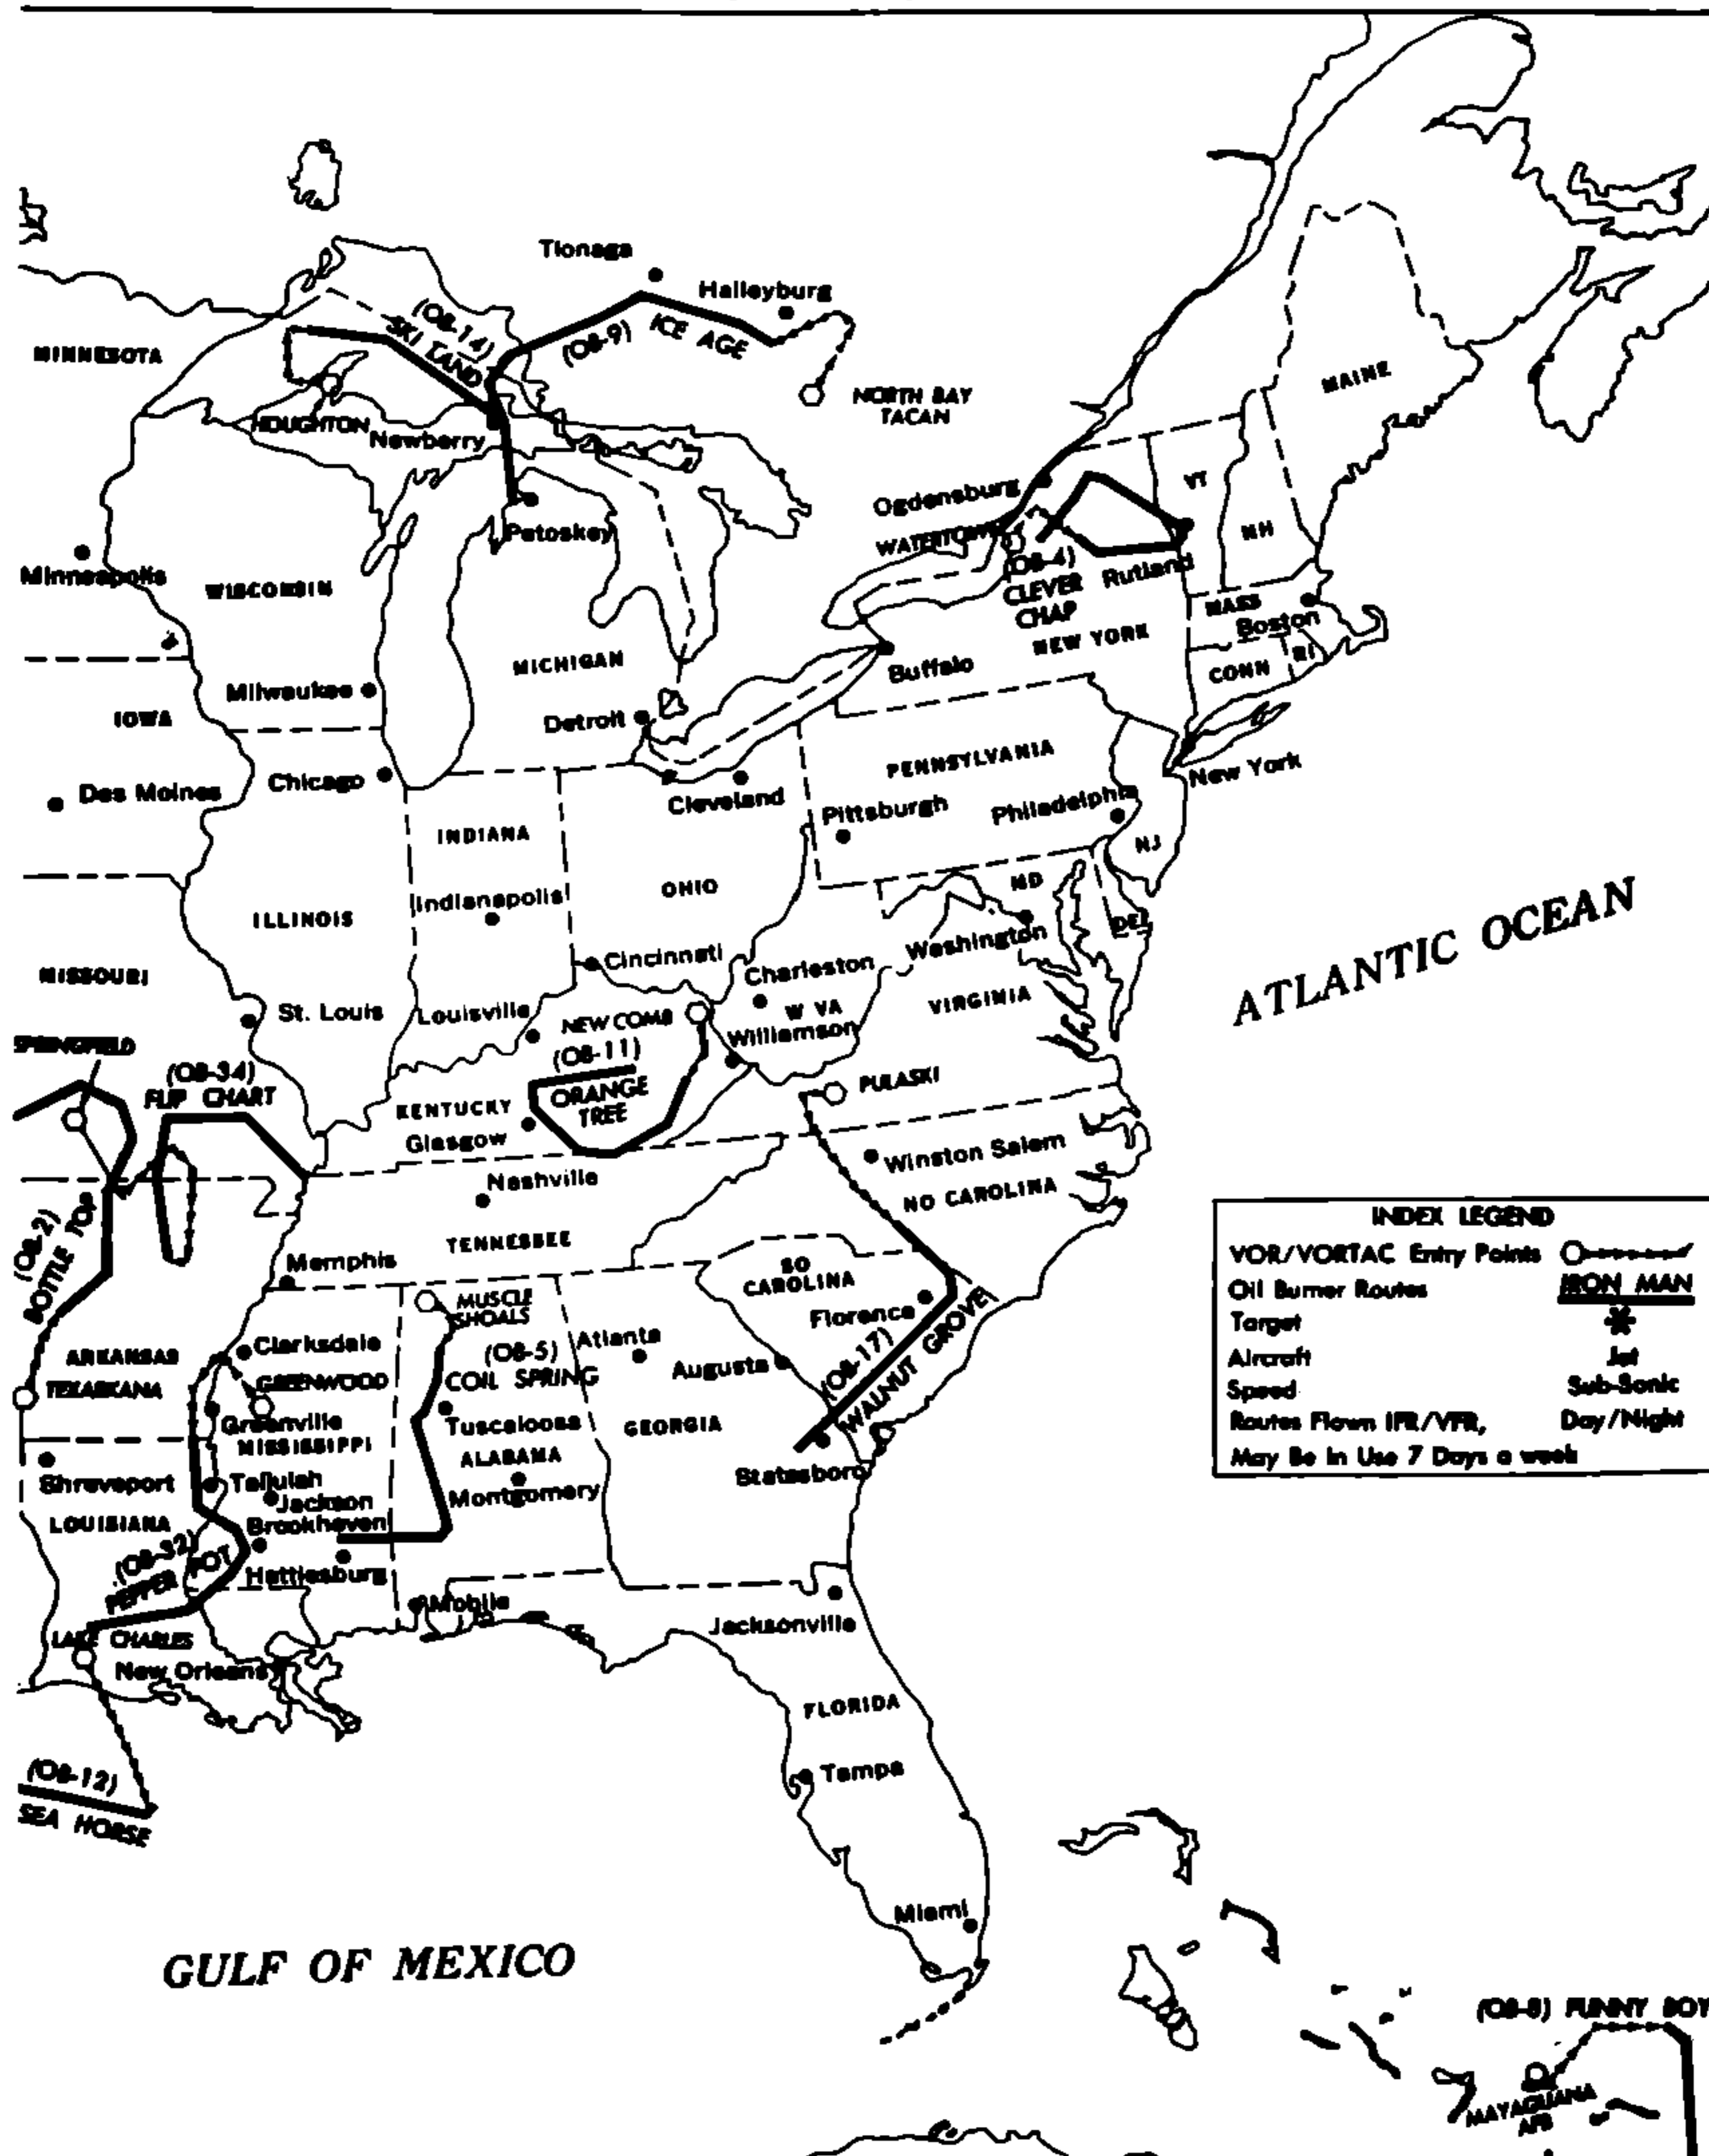 Tionaga
Haileyburg
(OB-14)
SKI LAND
(OB-9) ICE AGE
MINNESOTA
MAINE
NORTH BAY
TACAN
HOUGHTON
Newberry
Ogdensburg
VT
Petoskey
WATERTOWN
NH
Minneapolis
WISCONSIN
(OB-4)
CLEVER
CHAP
Rutland
MASS
Boston
NEW YORK
MICHIGAN
Buffalo
CONN
RI
Milwaukee
IOWA
Detroit
PENNSYLVANIA
New York
Des Moines
Chicago
Cleveland
Pittsburgh
Philadelphia
INDIANA
NJ
OHIO
MD
Indianapolis
ILLINOIS
DEL
Washington
ATLANTIC OCEAN
Cincinnati
Charleston
MISSOURI
W VA
VIRGINIA
St. Louis
Louisville
NEW COMB
Williamson
SPRINGFIELD
(OB-11)
ORANGE
TREE
(OB-34)
FLIP CHART
PULASKI
KENTUCKY
Glasgow
Winston Salem
Nashville
NO CAROLINA
(OB-2)
BOTTLE TOP
TENNESSEE
Memphis
SO
CAROLINA
MUSCLE
SHOALS
Florence
Clarksdale
(OB-5)
COIL SPRING
Atlanta
Augusta
(OB-17)
WALNUT GROVE
ARKANSAS
TEXARKANA
GREENWOOD
Greenville
MISSISSIPPI
Tuscaloosa
GEORGIA
ALABAMA
Shreveport
Tallulah
Jackson
Montgomery
Statesboro
LOUISIANA
Brookhaven
(OB-32)
PEPPER POT
Hattiesburg
Mobile
Jacksonville
LAKE CHARLES
New Orleans
FLORIDA
(OB-12)
SEA HORSE
Tampa
Miami
GULF OF MEXICO
(OB-8) FUNNY BOY
MAYAGUANA
AFB
INDEX LEGEND
VOR/VORTAC Entry Points
Oil Burner Routes IRON MAN
Target
Aircraft Jet
Speed Sub-Sonic
Routes Flown IFR/VFR, Day/Night
May Be In Use 7 Days a week